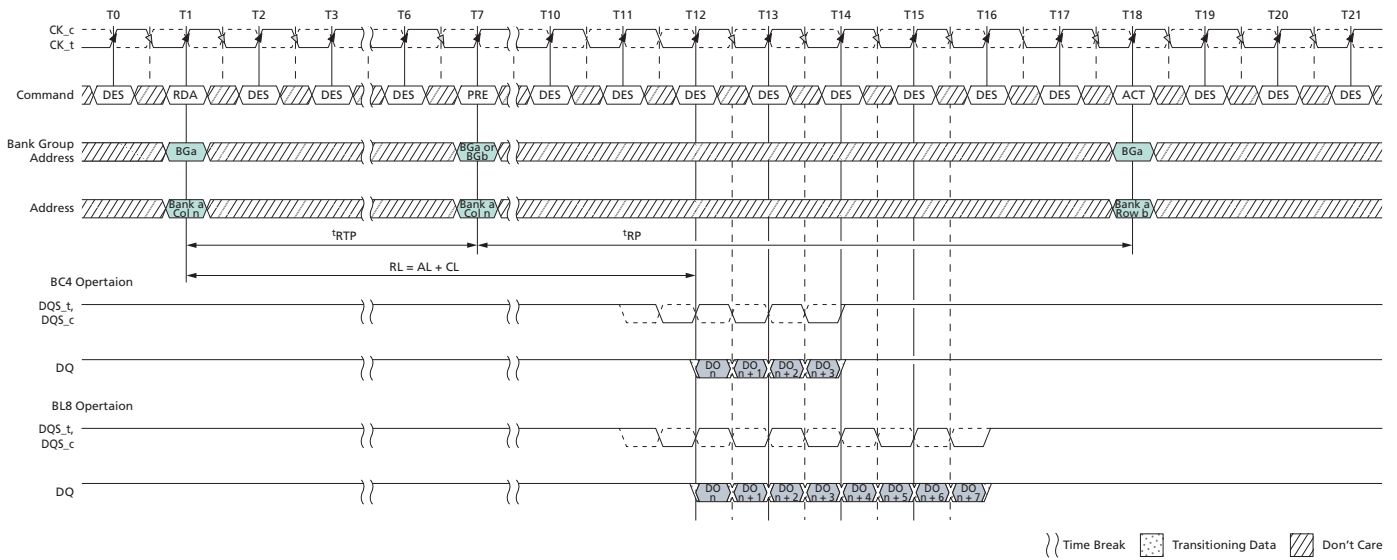 T0 T1 T2 T3 T6 T7 T10 T11 T12 T13 T14 T15 T16 T17 T18 T19 T20 T21
CK_c
CK_t
Command DES RDA DES DES DES PRE DES DES DES DES DES DES DES DES ACT DES DES DES
Bank Group
Address
BGa
BGa or
BGb
BGa
Address
Bank a
Col n
Bank a
Col n
Bank a
Row b
tRTP tRP
RL = AL + CL
BC4 Opertaion
DQS_t,
DQS_c
DQ
DO
n
DO
n + 1
DO
n + 2
DO
n + 3
BL8 Opertaion
DQS_t,
DQS_c
DQ
DO
n
DO
n + 1
DO
n + 2
DO
n + 3
DO
n + 4
DO
n + 5
DO
n + 6
DO
n + 7
Time Break Transitioning Data Don't Care